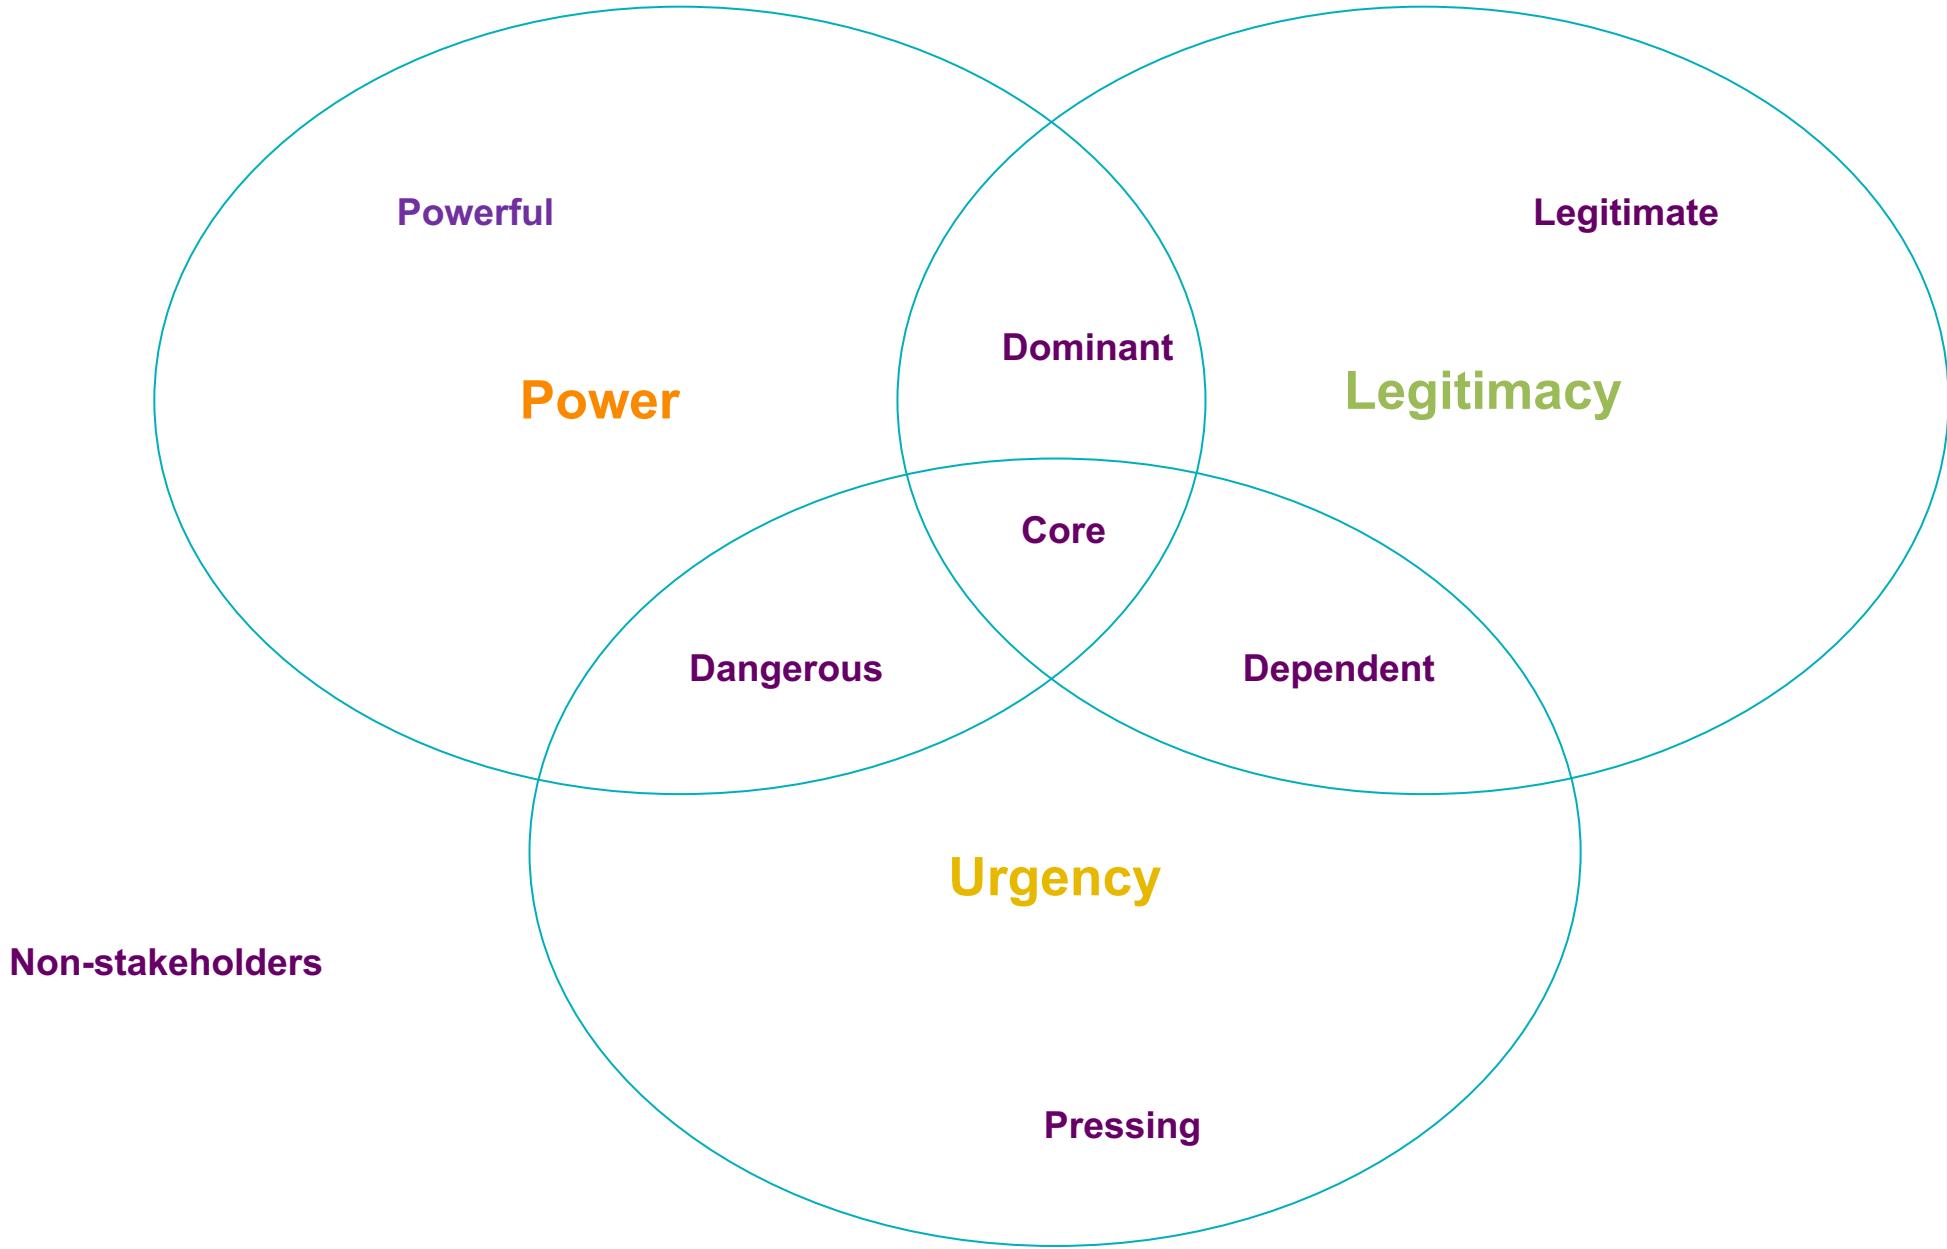 Powerful
Legitimate
Dominant
Power
Legitimacy
Core
Dangerous
Dependent
Urgency
Non-stakeholders
Pressing